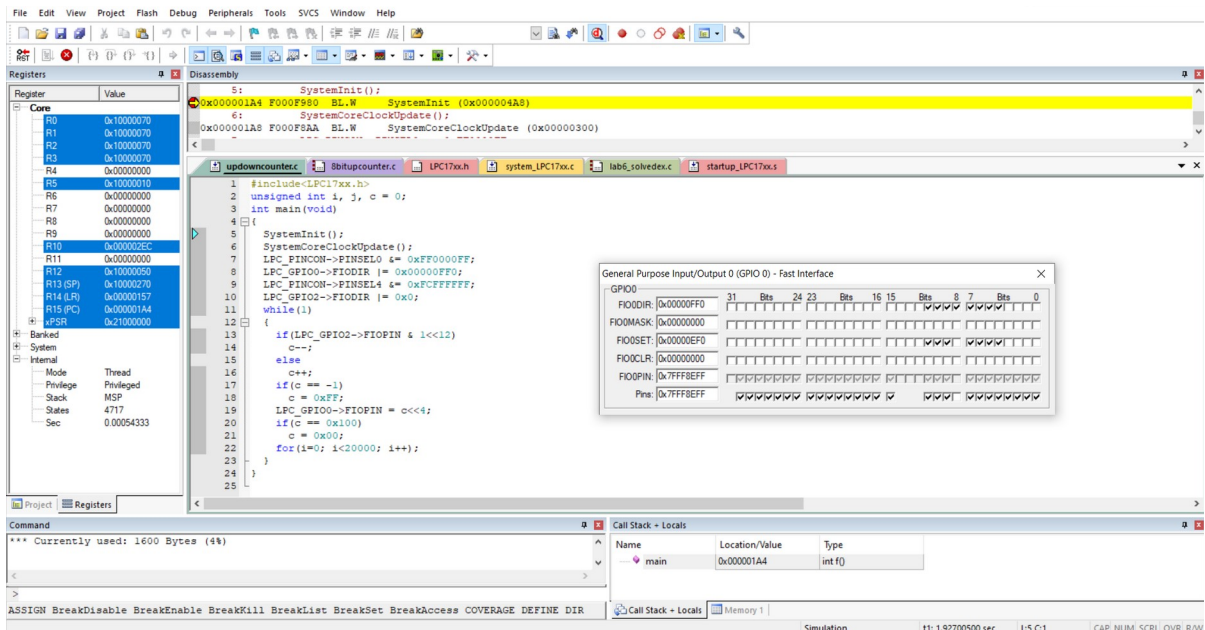 File Edit View Project Flash Debug Peripherals Tools SVCS Window Help
RST
Registers
Register Value
Core
R0 0x10000070
R1 0x10000070
R2 0x10000070
R3 0x10000070
R4 0x00000000
R5 0x10000010
R6 0x00000000
R7 0x00000000
R8 0x00000000
R9 0x00000000
R10 0x000002EC
R11 0x00000000
R12 0x10000050
R13 (SP) 0x10000270
R14 (LR) 0x00000157
R15 (PC) 0x000001A4
xPSR 0x21000000
Banked
System
Internal
Mode Thread
Privilege Privileged
Stack MSP
States 4717
Sec 0.00054333
Project Registers
Disassembly
5: SystemInit();
0x000001A4 F000F980 BL.W SystemInit (0x000004A8)
6: SystemCoreClockUpdate();
0x000001A8 F000F8AA BL.W SystemCoreClockUpdate (0x00000300)
updowncounter.c 8bitupcounter.c LPC17xx.h system_LPC17xx.c lab6_solvedex.c startup_LPC17xx.s
1 #include<LPC17xx.h>
2 unsigned int i, j, c = 0;
3 int main(void)
4 {
5 SystemInit();
6 SystemCoreClockUpdate();
7 LPC_PINCON->PINSEL0 &= 0xFF0000FF;
8 LPC_GPIO0->FIODIR |= 0x00000FF0;
9 LPC_PINCON->PINSEL4 &= 0xFCFFFFFF;
10 LPC_GPIO2->FIODIR |= 0x0;
11 while(1)
12 {
13 if(LPC_GPIO2->FIOPIN & 1<<12)
14 c--;
15 else
16 c++;
17 if(c == -1)
18 c = 0xFF;
19 LPC_GPIO0->FIOPIN = c<<4;
20 if(c == 0x100)
21 c = 0x00;
22 for(i=0; i<20000; i++);
23 }
24 }
25
General Purpose Input/Output 0 (GPIO 0) - Fast Interface
GPIO0
31 Bits 24 23 Bits 16 15 Bits 8 7 Bits 0
FIO0DIR: 0x00000FF0
FIO0MASK: 0x00000000
FIO0SET: 0x00000EF0
FIO0CLR: 0x00000000
FIO0PIN: 0x7FFF8EFF
Pins: 0x7FFF8EFF
Command
*** Currently used: 1600 Bytes (4%)
>
ASSIGN BreakDisable BreakEnable BreakKill BreakList BreakSet BreakAccess COVERAGE DEFINE DIR
Call Stack + Locals
Name Location/Value Type
main 0x000001A4 int f()
Call Stack + Locals Memory 1
Simulation t1: 1.92700500 sec L:5 C:1 CAP NUM SCRL OVR R/W